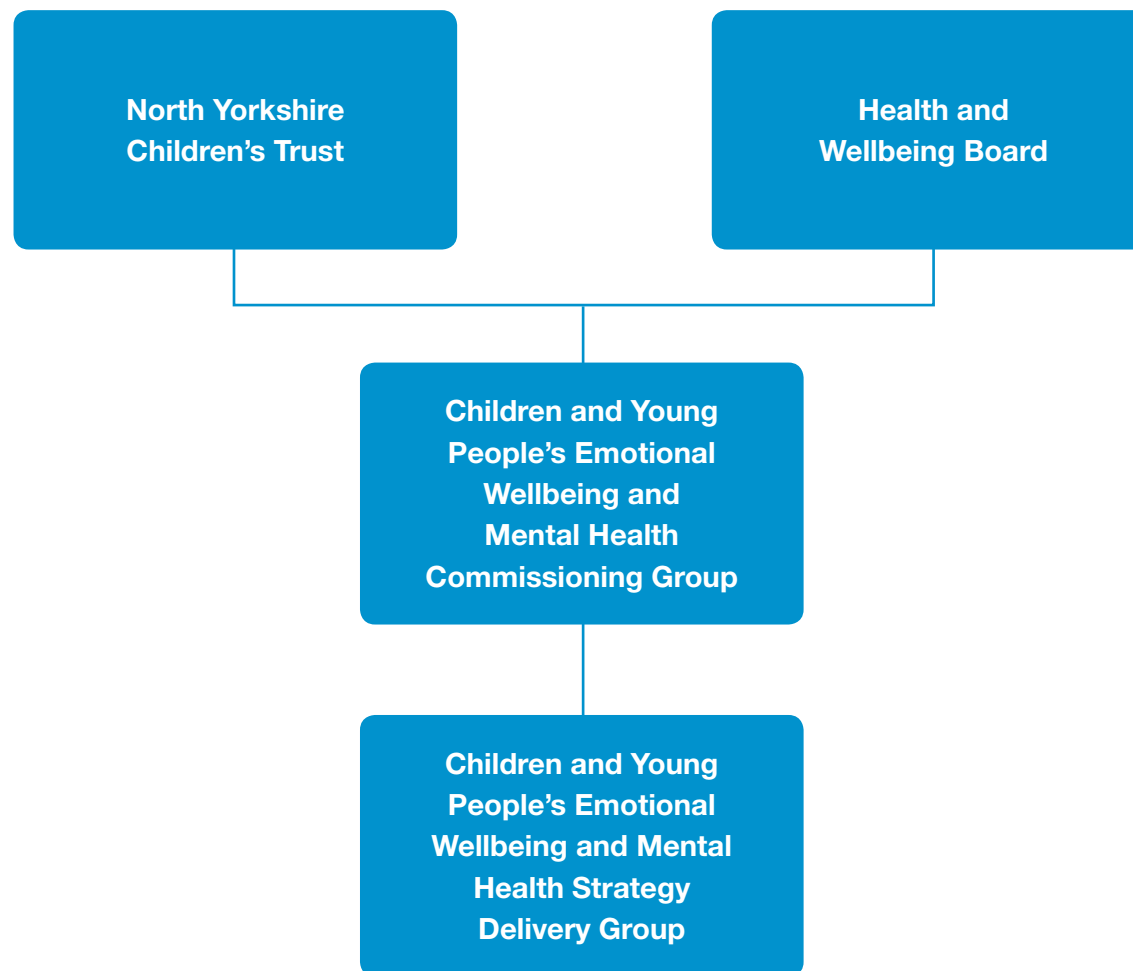 North Yorkshire
Children’s Trust
Health and
Wellbeing Board
Children and Young
People’s Emotional
Wellbeing and
Mental Health
Commissioning Group
Children and Young
People’s Emotional
Wellbeing and Mental
Health Strategy
Delivery Group